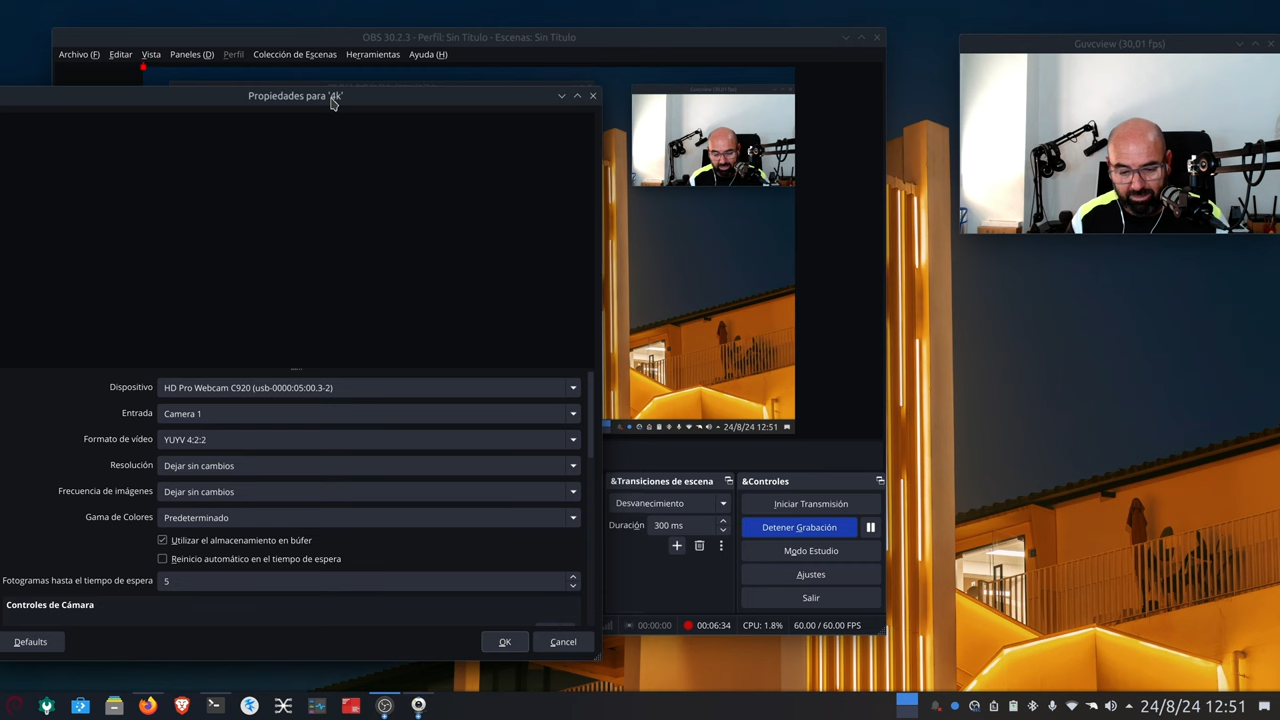 OBS 30.2.3 - Perfil: Sin Título - Escenas: Sin Título
Archivo (F) Editar Vista Paneles (D) Perfil Colección de Escenas Herramientas Ayuda (H)
Guvcview (30,01 fps)
Propiedades para '4k'
Guvcview (30,01 fps)
Dispositivo HD Pro Webcam C920 (usb-0000:05:00.3-2)
Entrada Camera 1
Formato de vídeo YUYV 4:2:2
Resolución Dejar sin cambios
Frecuencia de imágenes Dejar sin cambios
Gama de Colores Predeterminado
Utilizar el almacenamiento en búfer
Reinicio automático en el tiempo de espera
Fotogramas hasta el tiempo de espera 5
Controles de Cámara
Defaults OK Cancel
24/8/24 12:51
&Transiciones de escena
Desvanecimiento
Duración 300 ms
&Controles
Iniciar Transmisión
Detener Grabación
Modo Estudio
Ajustes
Salir
00:00:00 00:06:34 CPU: 1.8% 60.00 / 60.00 FPS
24/8/24 12:51